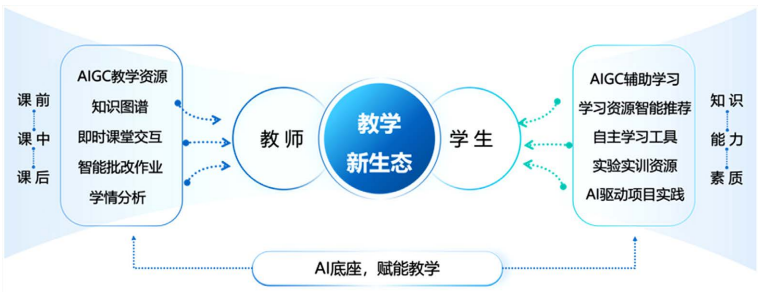 课前
课中
课后
AIGC教学资源
知识图谱
即时课堂交互
智能批改作业
学情分析
教师
教学
新生态
学生
AIGC辅助学习
学习资源智能推荐
自主学习工具
实验实训资源
AI驱动项目实践
知识
能力
素质
AI底座，赋能教学